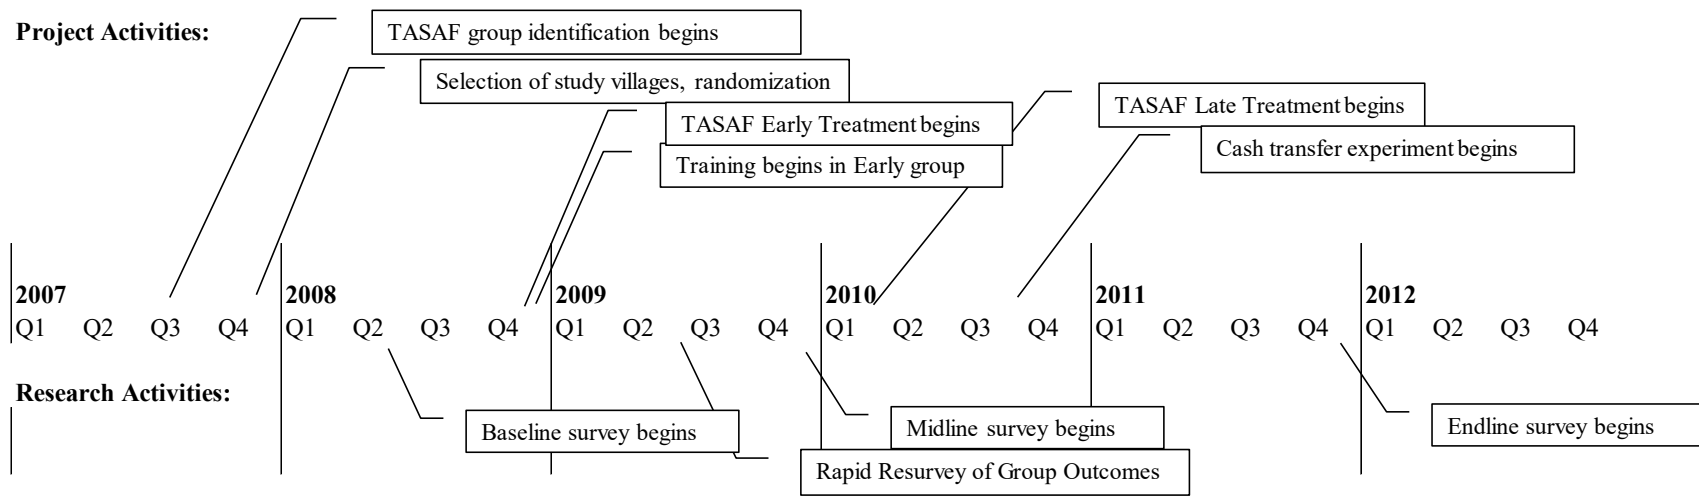 Project Activities:
TASAF group identification begins
Selection of study villages, randomization
TASAF Early Treatment begins
Training begins in Early group
TASAF Late Treatment begins
Cash transfer experiment begins
2007 2008 2009 2010 2011 2012
Q1 Q2 Q3 Q4 Q1 Q2 Q3 Q4 Q1 Q2 Q3 Q4 Q1 Q2 Q3 Q4 Q1 Q2 Q3 Q4 Q1 Q2 Q3 Q4
Research Activities:
Baseline survey begins
Midline survey begins
Rapid Resurvey of Group Outcomes
Endline survey begins